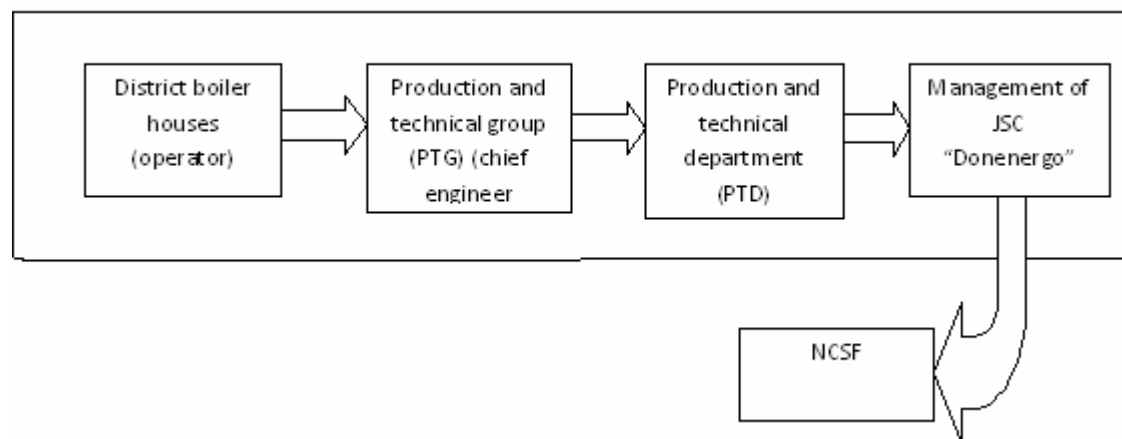 District boiler
houses
(operator)
Production and
technical group
(PTG) (chief
engineer
Production and
technical
department
(PTD)
Management of
JSC
“Donenergo”
NCSF